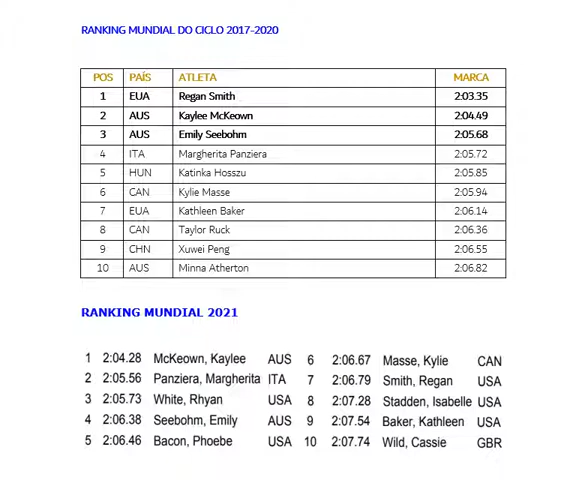 RANKING MUNDIAL DO CICLO 2017-2020
POS PAÍS ATLETA MARCA
1 EUA Regan Smith 2:03.35
2 AUS Kaylee McKeown 2:04.49
3 AUS Emily Seebohm 2:05.68
4 ITA Margherita Panziera 2:05.72
5 HUN Katinka Hosszu 2:05.85
6 CAN Kylie Masse 2:05.94
7 EUA Kathleen Baker 2:06.14
8 CAN Taylor Ruck 2:06.36
9 CHN Xuwei Peng 2:06.55
10 AUS Minna Atherton 2:06.82
RANKING MUNDIAL 2021
1 2:04.28 McKeown, Kaylee AUS 6 2:06.67 Masse, Kylie CAN
2 2:05.56 Panziera, Margherita ITA 7 2:06.79 Smith, Regan USA
3 2:05.73 White, Rhyan USA 8 2:07.28 Stadden, Isabelle USA
4 2:06.38 Seebohm, Emily AUS 9 2:07.54 Baker, Kathleen USA
5 2:06.46 Bacon, Phoebe USA 10 2:07.74 Wild, Cassie GBR